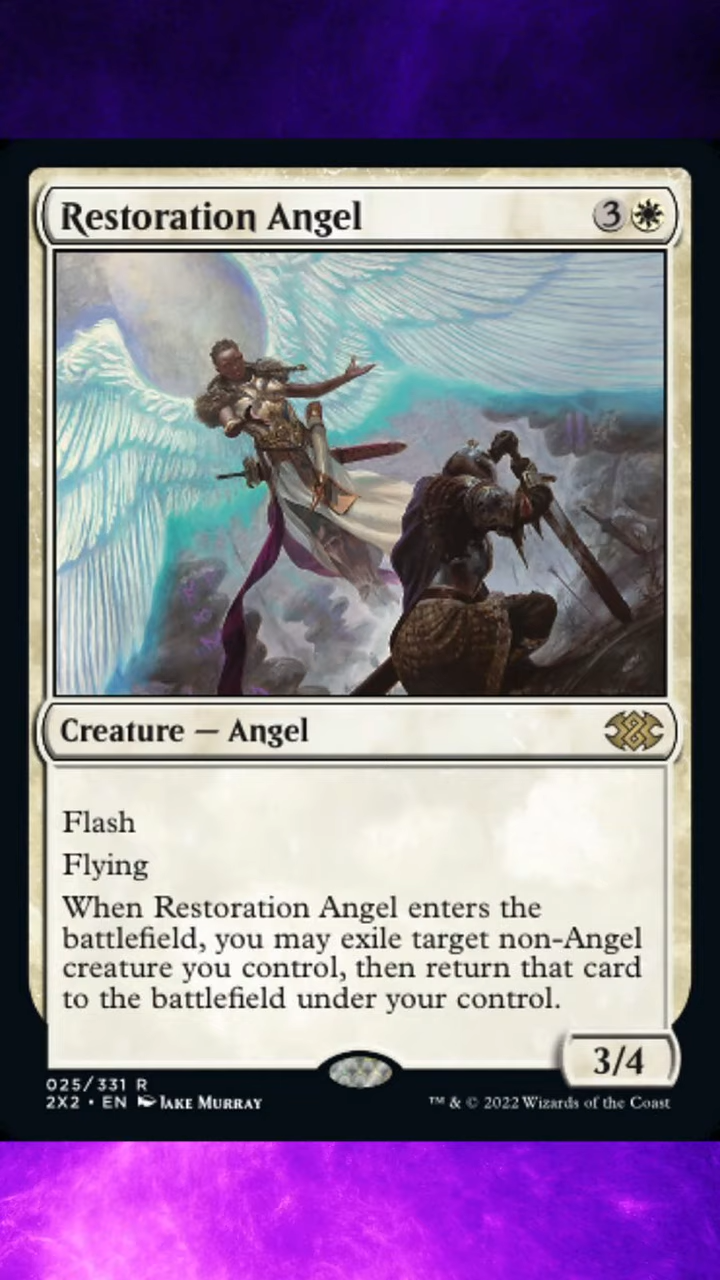 Restoration Angel 3
Creature — Angel
Flash
Flying
When Restoration Angel enters the
battlefield, you may exile target non-Angel
creature you control, then return that card
to the battlefield under your control.
3/4
025/331 R
2X2 • EN Jake Murray
™ & © 2022 Wizards of the Coast